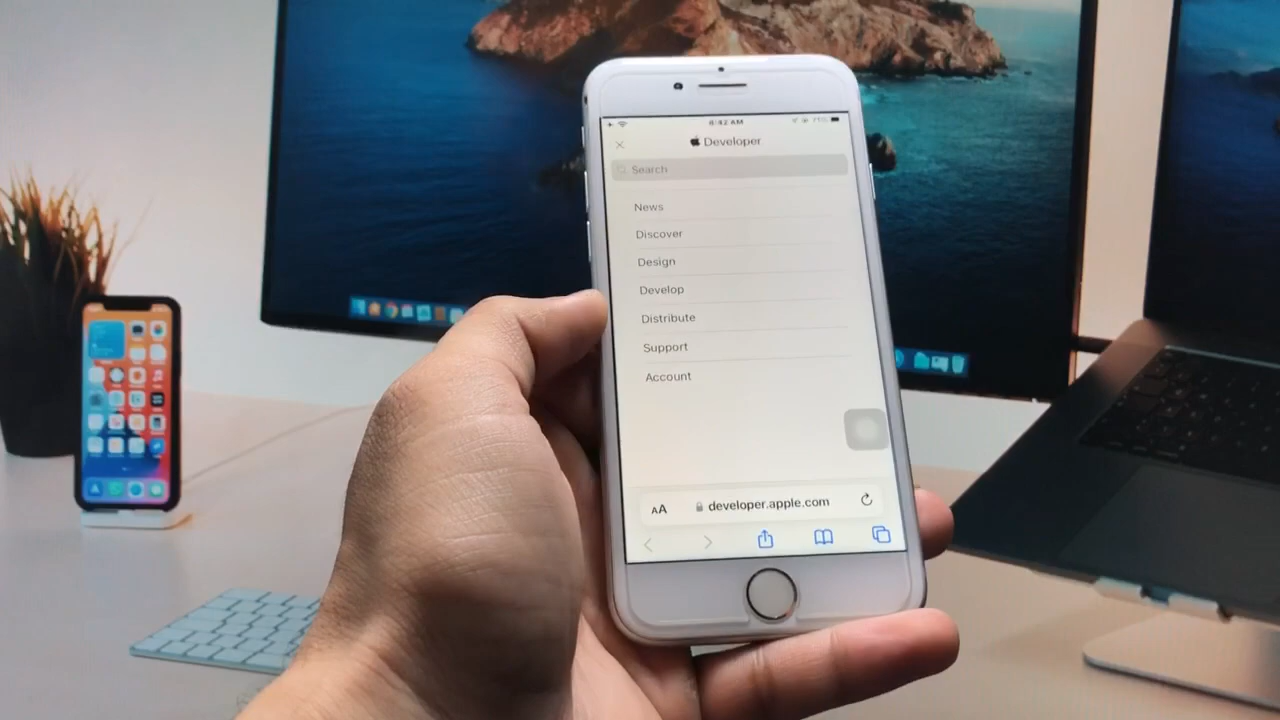 8:42 AM
Developer
Search
News
Discover
Design
Develop
Distribute
Support
Account
AA developer.apple.com